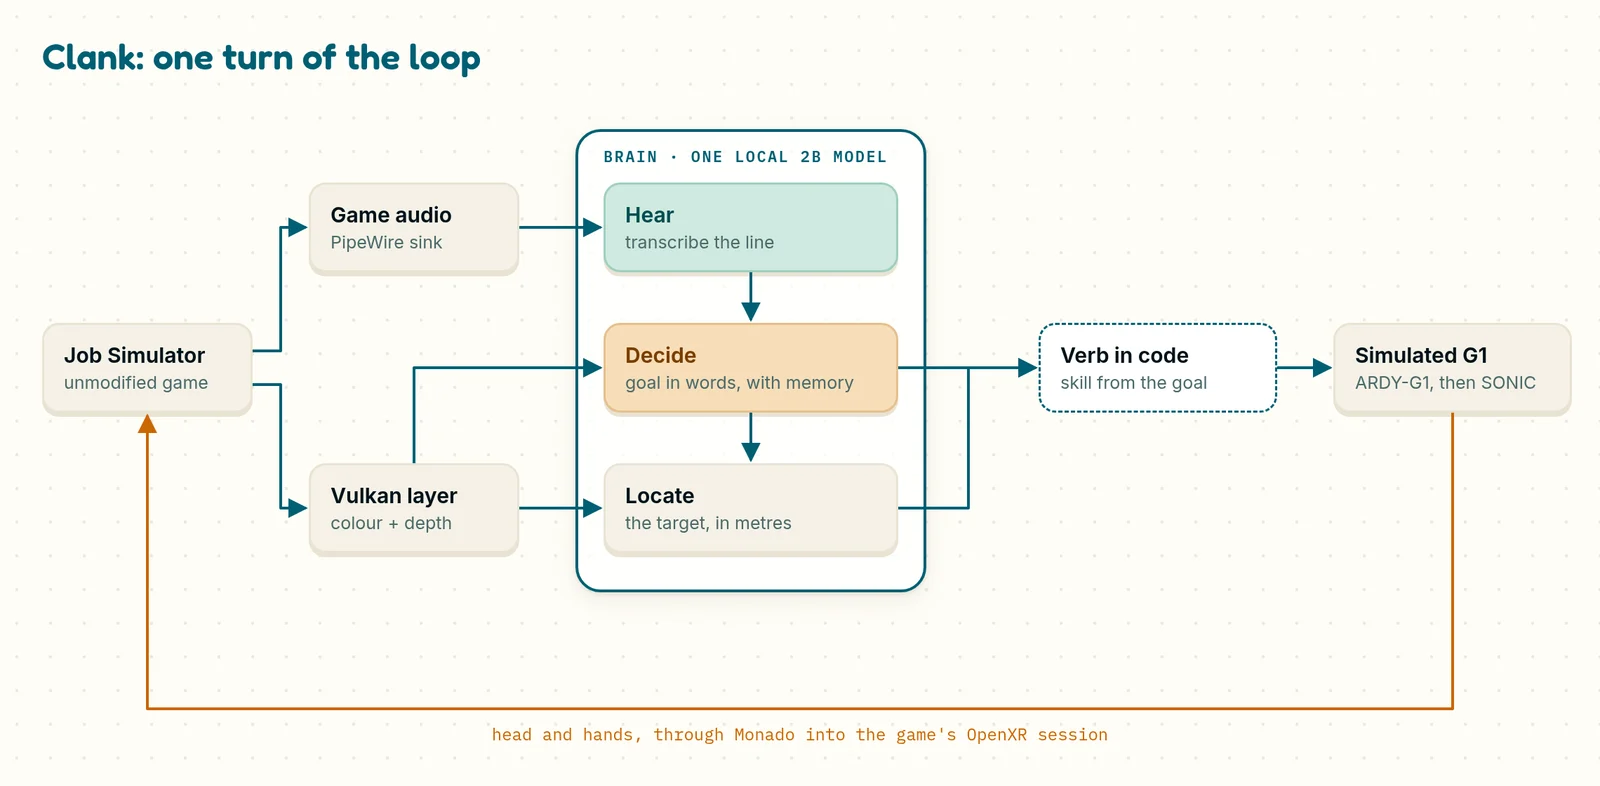 Clank: one turn of the loop
BRAIN · ONE LOCAL 2B MODEL
Game audio
PipeWire sink
Hear
transcribe the line
Job Simulator
unmodified game
Decide
goal in words, with memory
Verb in code
skill from the goal
Simulated G1
ARDY-G1, then SONIC
Vulkan layer
colour + depth
Locate
the target, in metres
head and hands, through Monado into the game's OpenXR session